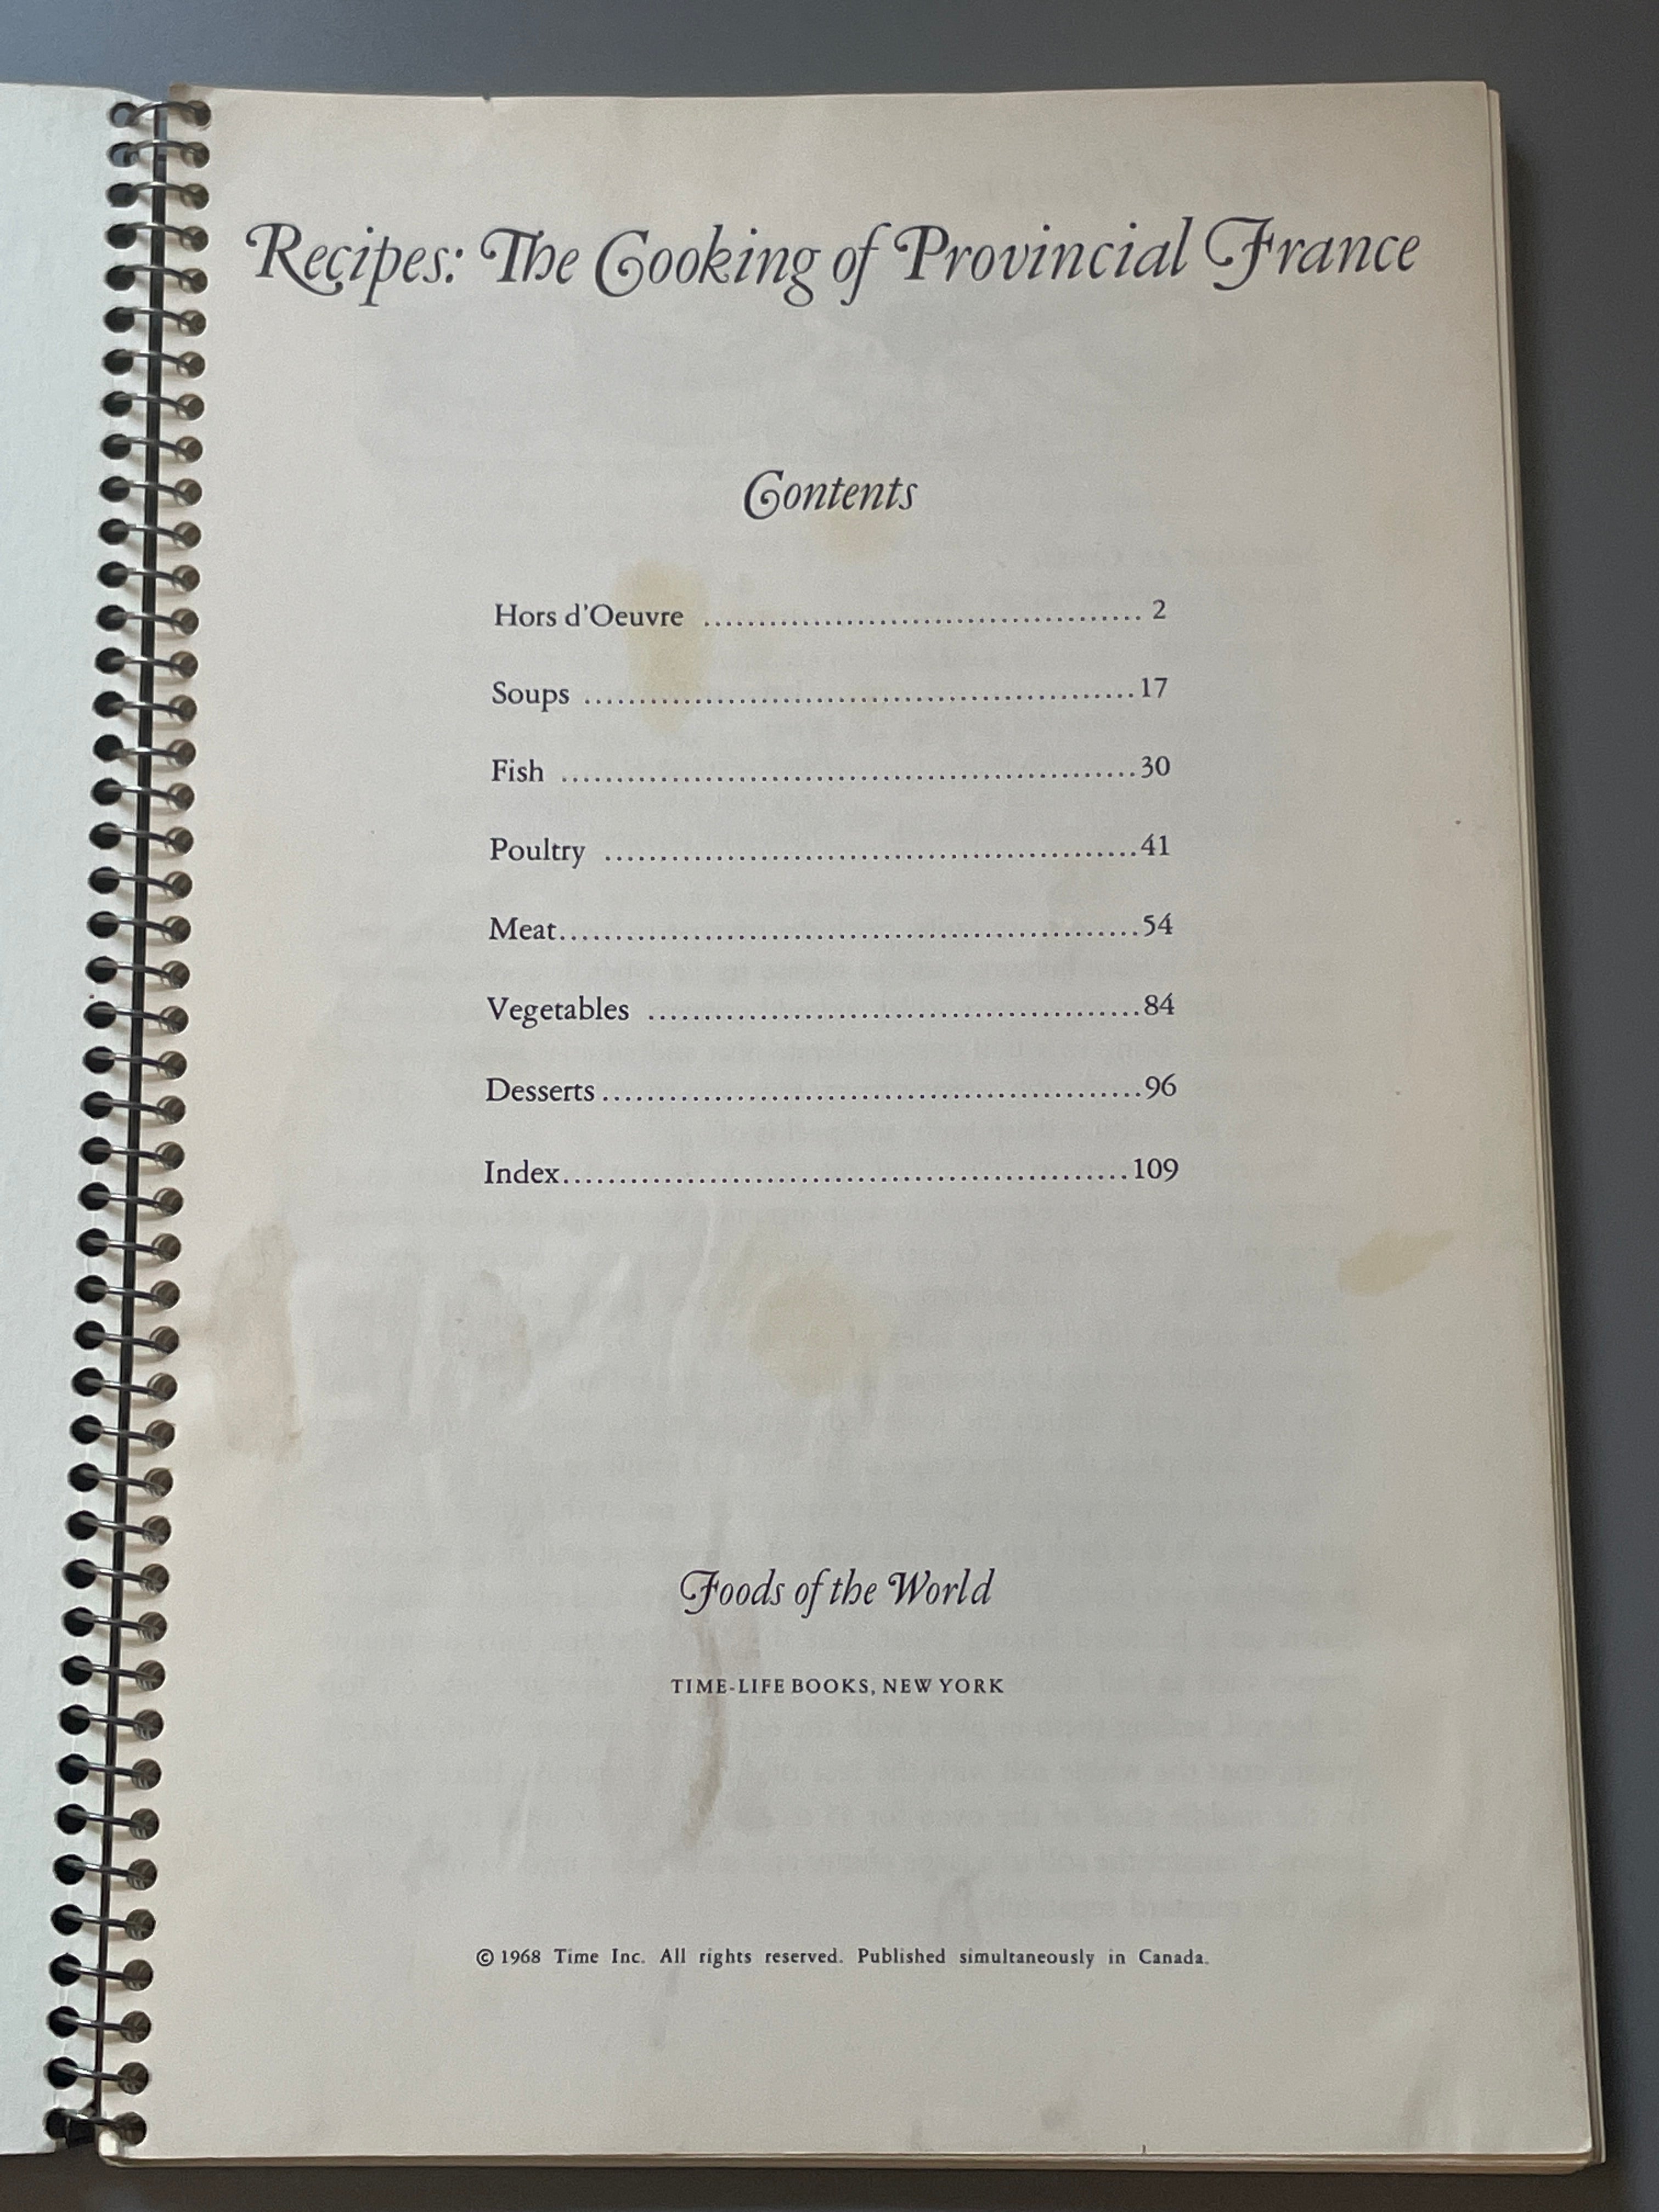 Recipes: The Cooking of Provincial France
Contents
Hors d'Oeuvre ........................................ 2
Soups ..................................................17
Fish ....................................................30
Poultry ................................................41
Meat....................................................54
Vegetables ............................................84
Desserts ................................................96
Index..................................................109
Foods of the World
TIME-LIFE BOOKS, NEW YORK
© 1968 Time Inc. All rights reserved. Published simultaneously in Canada.